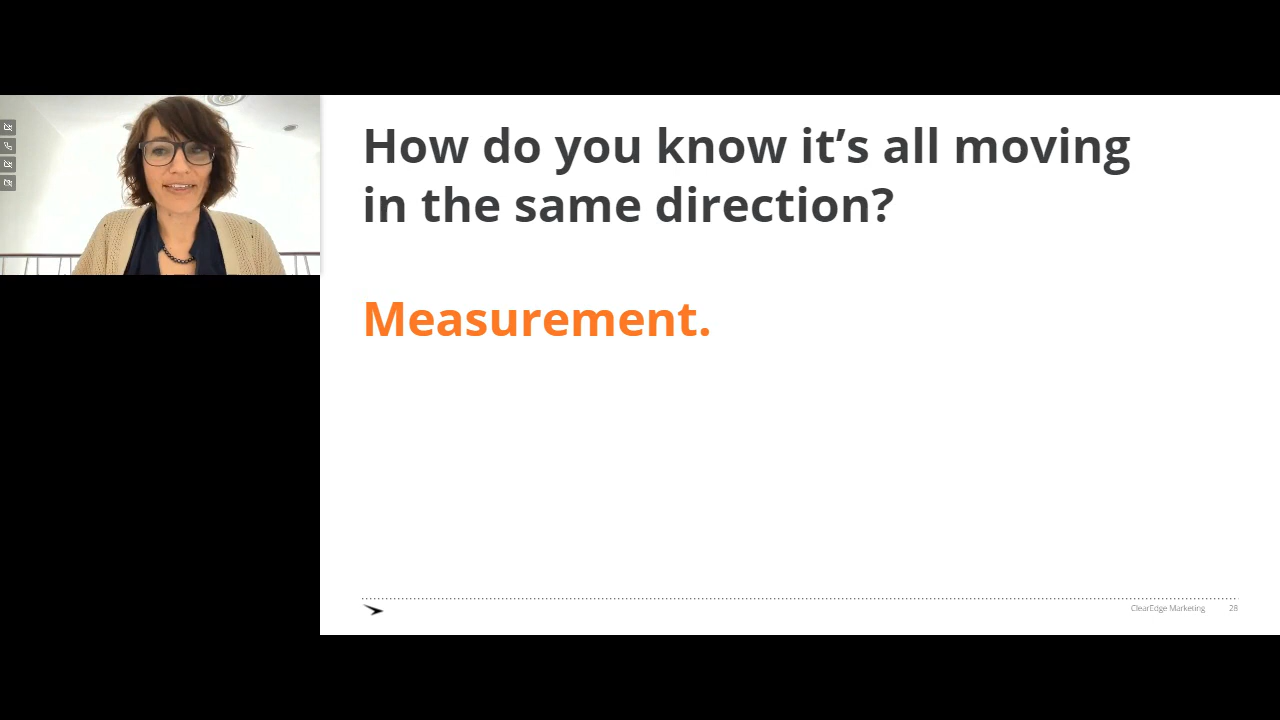 How do you know it’s all moving
in the same direction?
Measurement.
ClearEdge Marketing 28